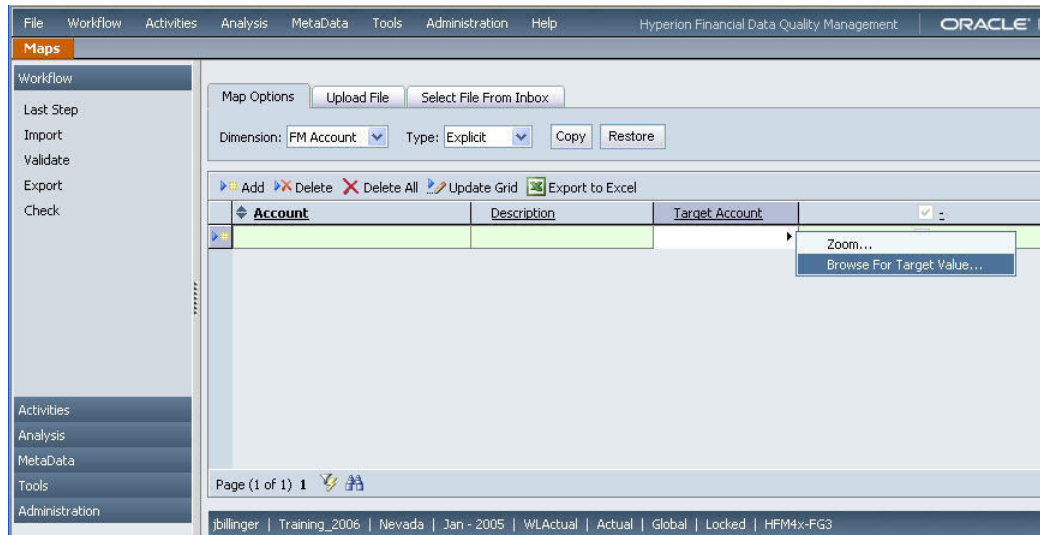 File Workflow Activities Analysis MetaData Tools Administration Help Hyperion Financial Data Quality Management ORACLE
Maps
Workflow
Last Step
Import
Validate
Export
Check
Activities
Analysis
MetaData
Tools
Administration
Map Options Upload File Select File From Inbox
Dimension: FM Account Type: Explicit Copy Restore
Add Delete Delete All Update Grid Export to Excel
Account Description Target Account -
Zoom...
Browse For Target Value...
Page (1 of 1) 1
jbillinger | Training_2006 | Nevada | Jan - 2005 | WLActual | Actual | Global | Locked | HFM4x-FG3